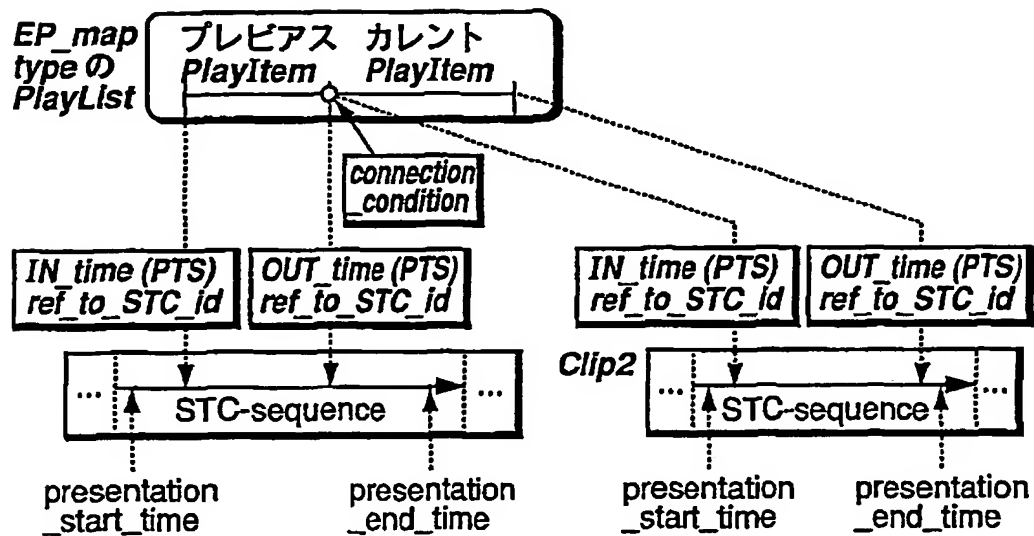 EP_map
type の
PlayList
プレビアス カレント
PlayItem PlayItem
connection
_condition
IN_time (PTS)
ref_to_STC_id
OUT_time (PTS)
ref_to_STC_id
IN_time (PTS)
ref_to_STC_id
OUT_time (PTS)
ref_to_STC_id
... STC-sequence ...
Clip2
... STC-sequence ...
presentation
_start_time
presentation
_end_time
presentation
_start_time
presentation
_end_time